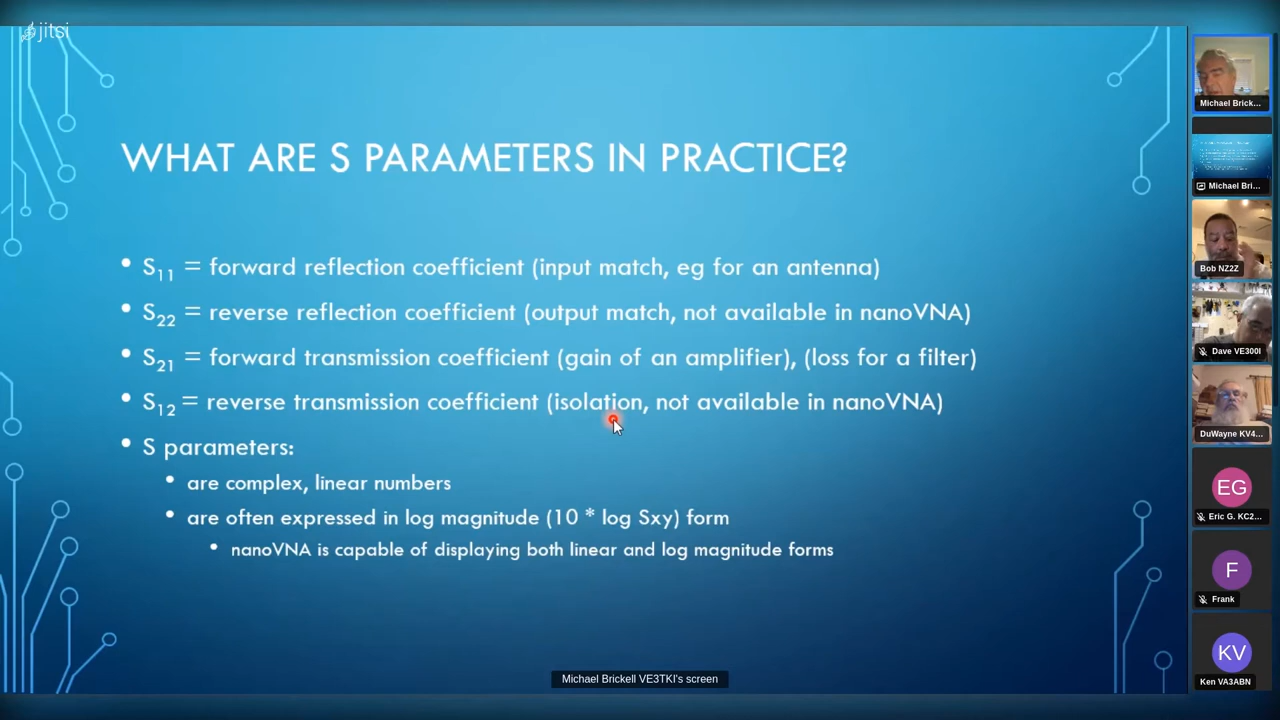 jitsi
WHAT ARE S PARAMETERS IN PRACTICE?
• S11 = forward reflection coefficient (input match, eg for an antenna)
• S22 = reverse reflection coefficient (output match, not available in nanoVNA)
• S21 = forward transmission coefficient (gain of an amplifier), (loss for a filter)
• S12 = reverse transmission coefficient (isolation, not available in nanoVNA)
• S parameters:
• are complex, linear numbers
• are often expressed in log magnitude (10 * log Sxy) form
• nanoVNA is capable of displaying both linear and log magnitude forms
Michael Brickell VE3TKI's screen
Michael Brick...
Michael Bri...
Bob NZ2Z
Dave VE3OOI
DuWayne KV4...
EG
Eric G. KC2...
F
Frank
KV
Ken VA3ABN